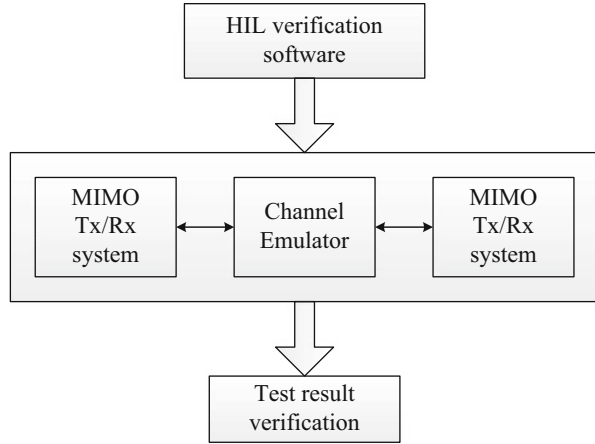 HIL verification
software
MIMO
Tx/Rx
system
Channel
Emulator
MIMO
Tx/Rx
system
Test result
verification